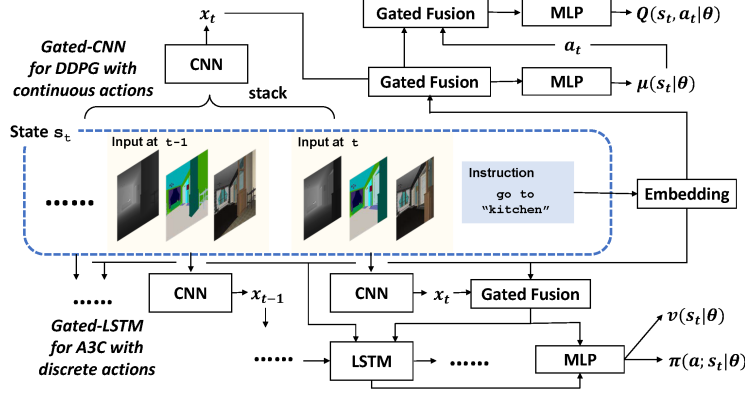 x_t
Gated Fusion
MLP
Q(s_t, a_t|θ)
Gated-CNN
for DDPG with
continuous actions
CNN
a_t
Gated Fusion
MLP
μ(s_t|θ)
stack
State s_t
Input at t-1
Input at t
Instruction
go to
“kitchen”
Embedding
......
......
CNN
x_{t-1}
CNN
x_t
Gated Fusion
Gated-LSTM
for A3C with
discrete actions
......
LSTM
......
MLP
v(s_t|θ)
π(a; s_t|θ)